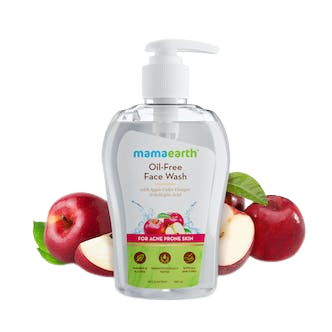 mamaearth
Oil-Free
Face Wash
with Apple Cider Vinegar
& Salicylic Acid
FOR ACNE PRONE SKIN